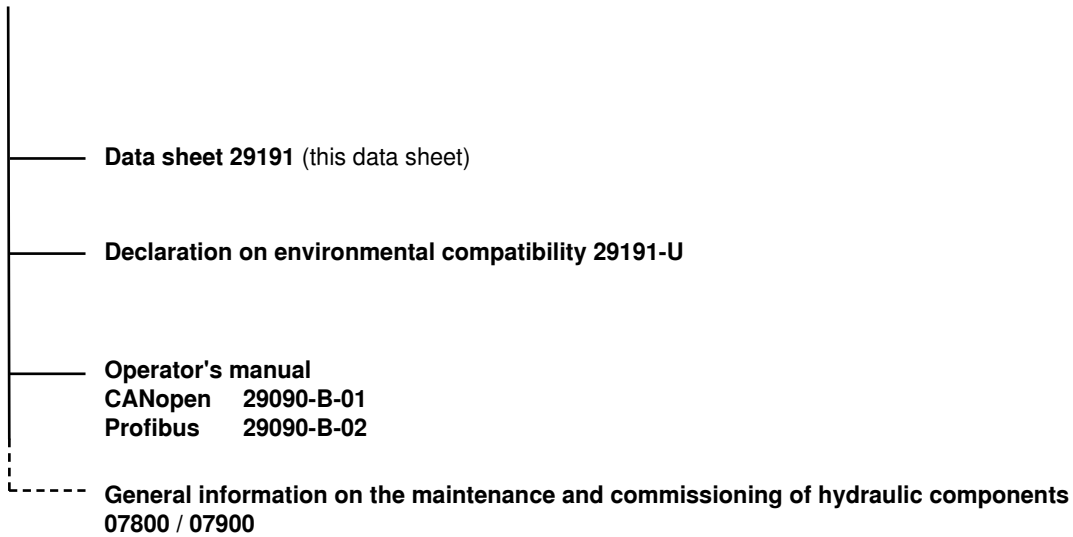 Data sheet 29191 (this data sheet)
Declaration on environmental compatibility 29191-U
Operator's manual
CANopen 29090-B-01
Profibus 29090-B-02
General information on the maintenance and commissioning of hydraulic components
07800 / 07900